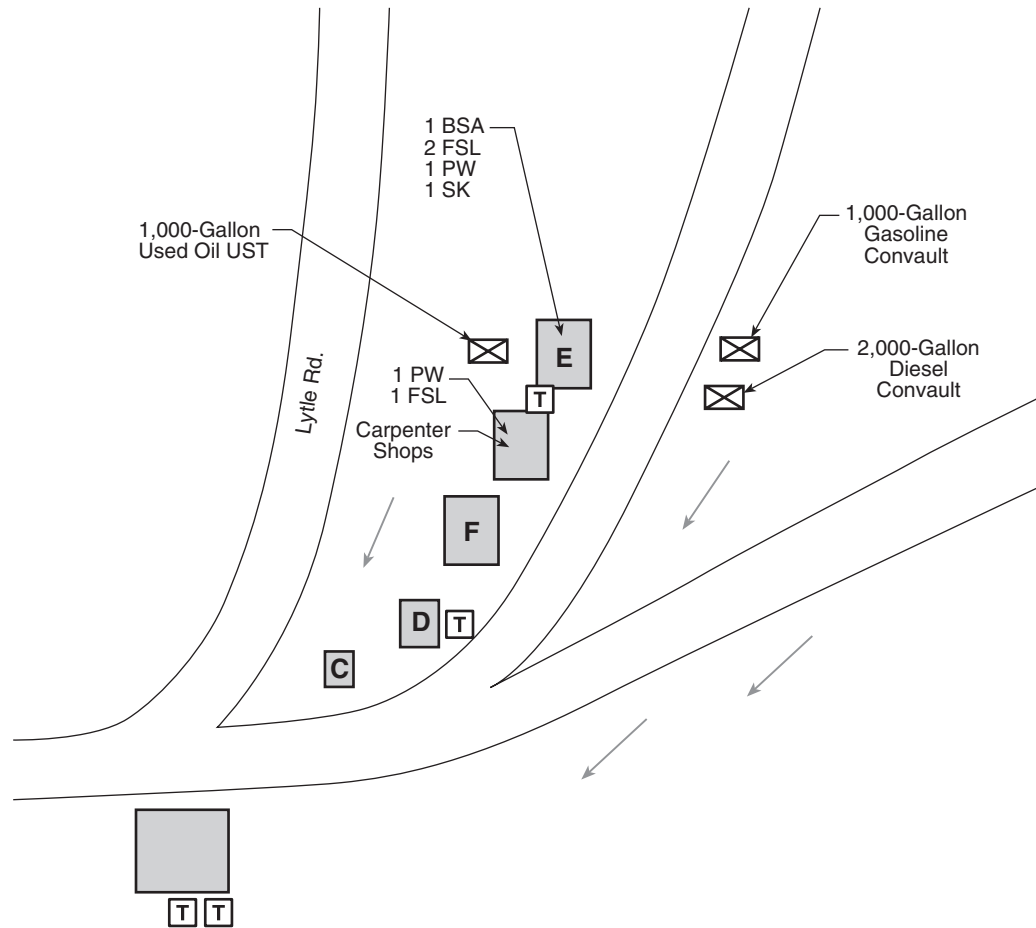 1 BSA
2 FSL
1 PW
1 SK
1,000-Gallon
Used Oil UST
1,000-Gallon
Gasoline
Convault
E
2,000-Gallon
Diesel
Convault
Lytle Rd.
1 PW
1 FSL
T
Carpenter
Shops
F
D
T
C
T
T